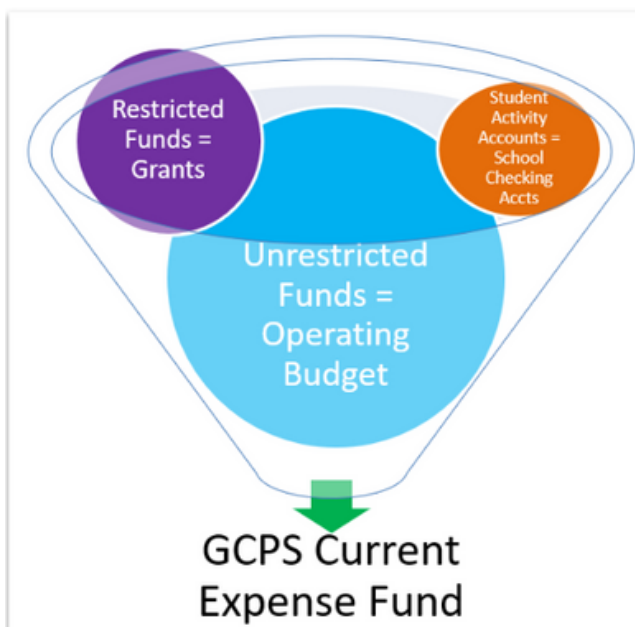 Restricted
Funds =
Grants
Student
Activity
Accounts =
School
Checking
Accts
Unrestricted
Funds =
Operating
Budget
GCPS Current
Expense Fund